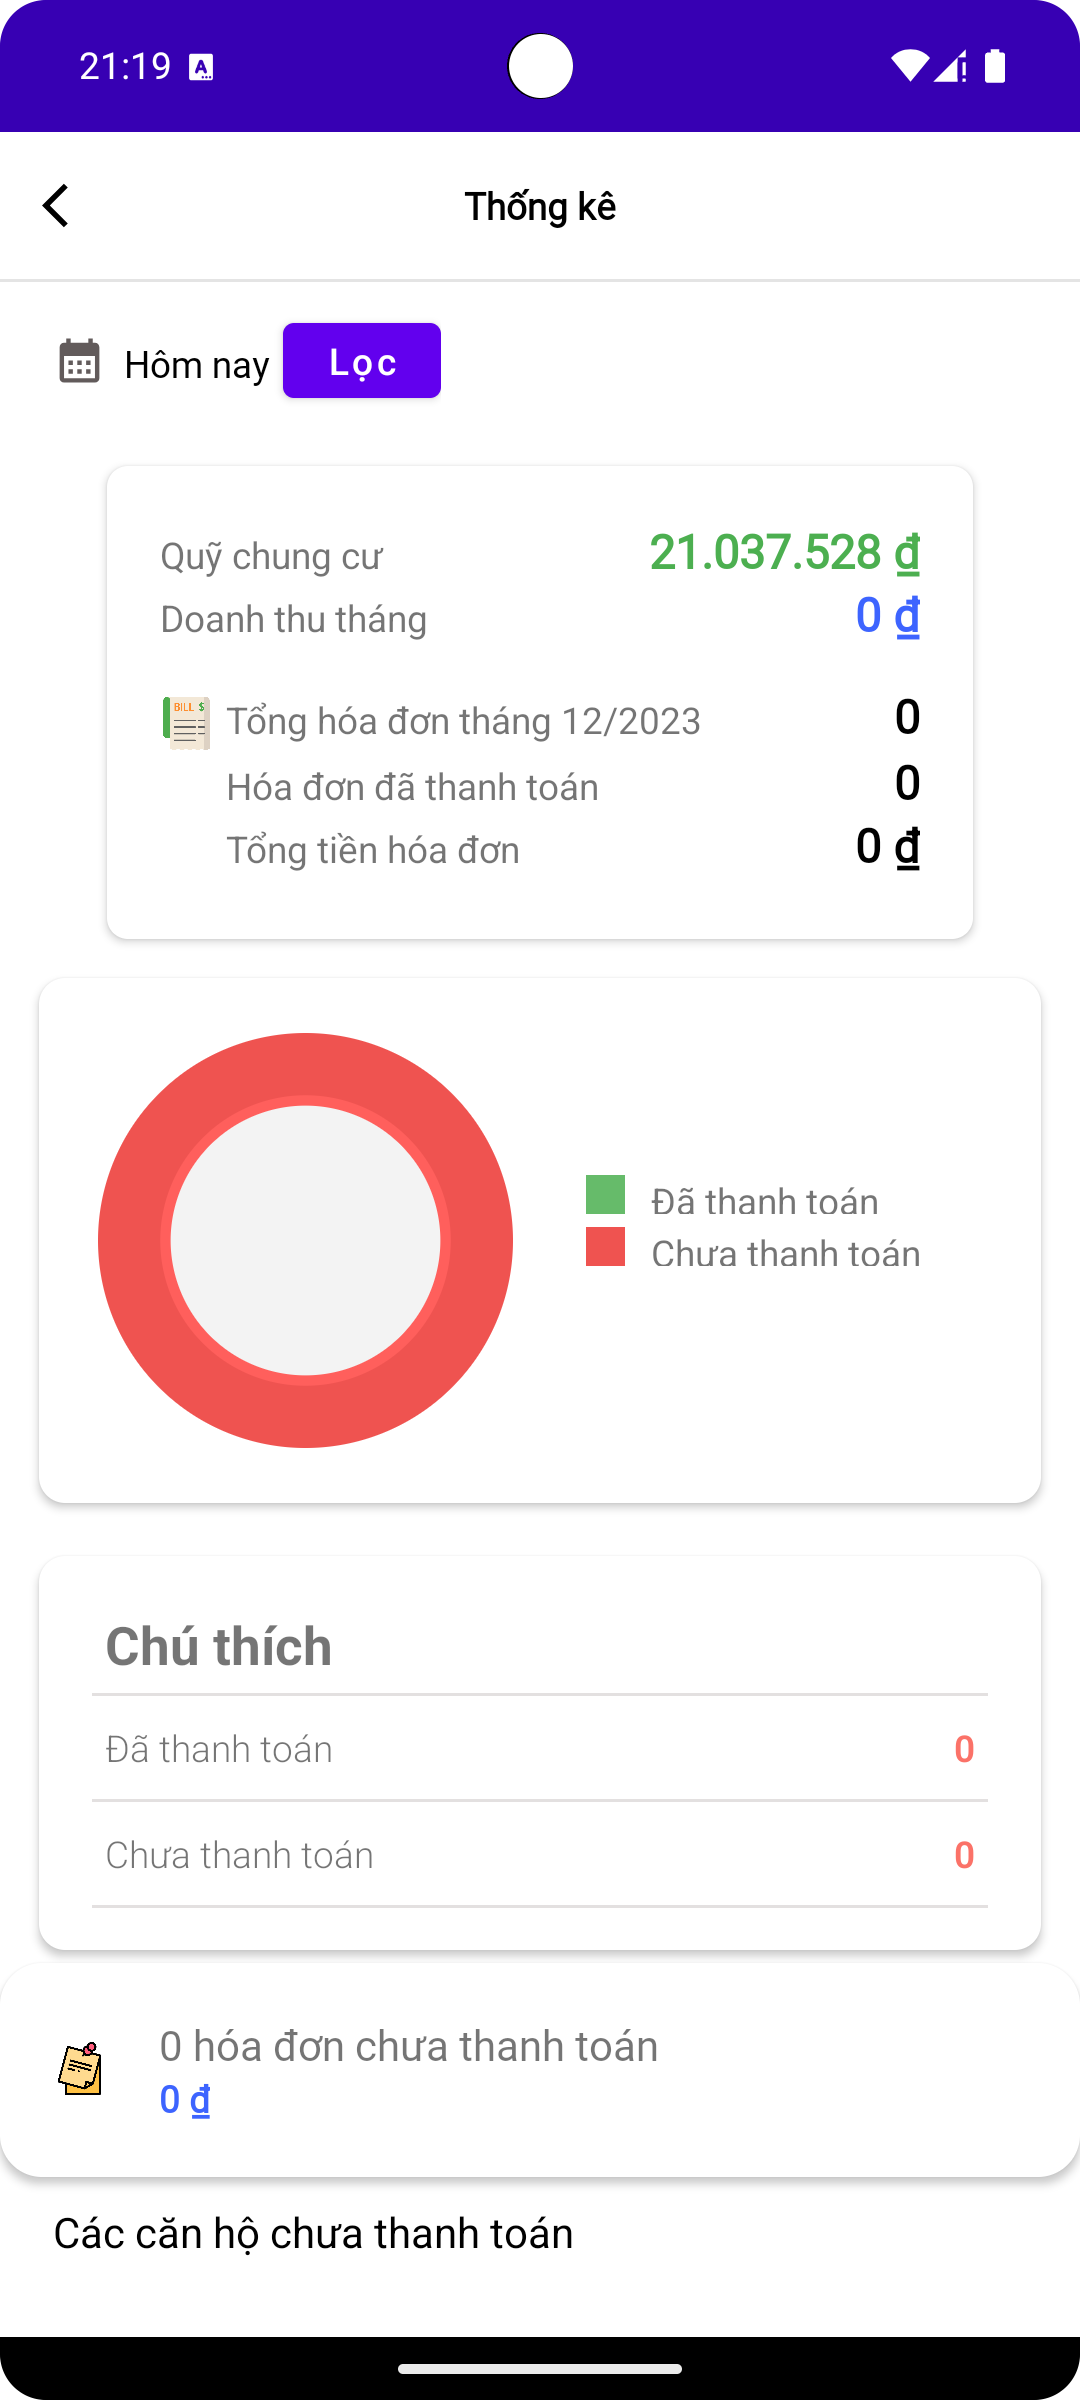 21:19
Thống kê
Hôm nay Lọc
Quỹ chung cư 21.037.528 ₫
Doanh thu tháng 0 ₫
BILL $
Tổng hóa đơn tháng 12/2023 0
Hóa đơn đã thanh toán 0
Tổng tiền hóa đơn 0 ₫
Đã thanh toán
Chưa thanh toán
Chú thích
Đã thanh toán 0
Chưa thanh toán 0
0 hóa đơn chưa thanh toán
0 ₫
Các căn hộ chưa thanh toán